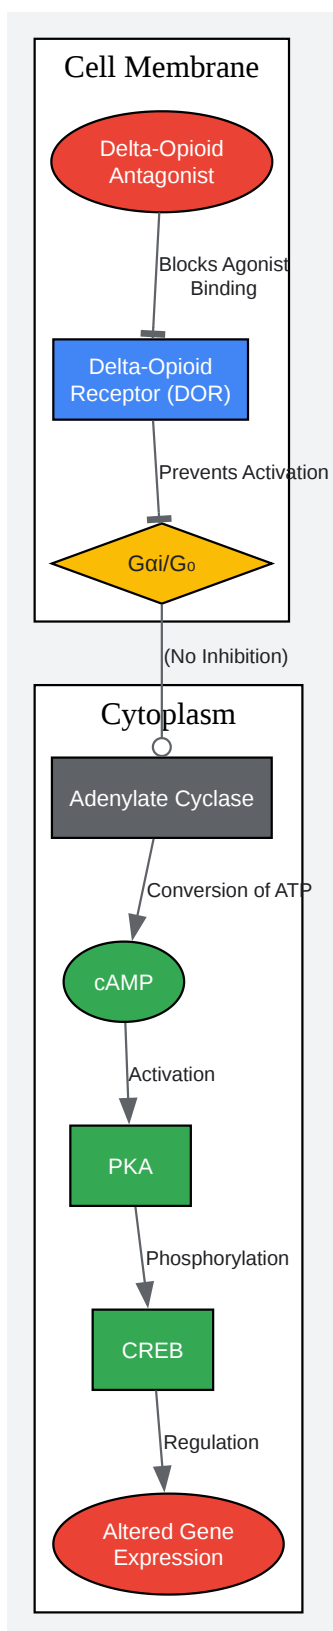 Cell Membrane
Delta-Opioid
Antagonist
Blocks Agonist
Binding
Delta-Opioid
Receptor (DOR)
Prevents Activation
Gαi/G₀
(No Inhibition)
Cytoplasm
Adenylate Cyclase
Conversion of ATP
cAMP
Activation
PKA
Phosphorylation
CREB
Regulation
Altered Gene
Expression